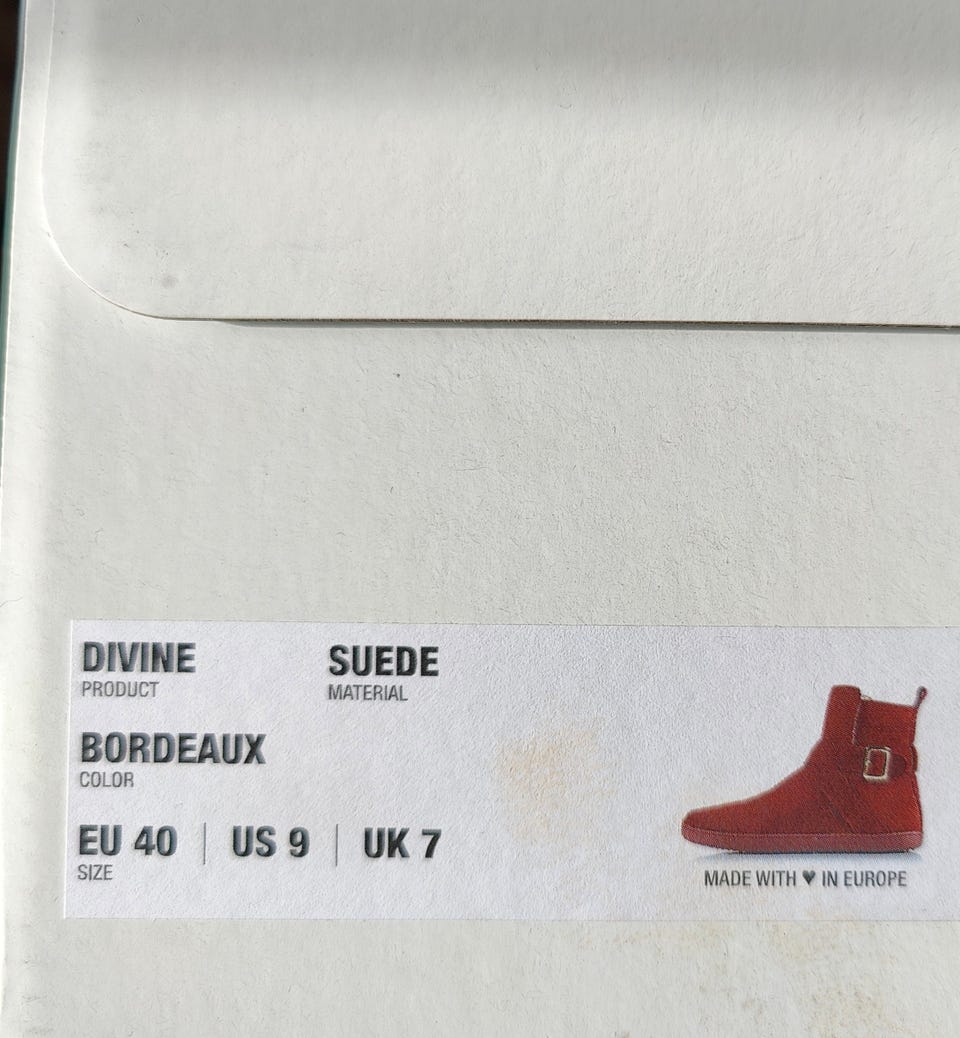 DIVINE SUEDE
PRODUCT MATERIAL
BORDEAUX
COLOR
EU 40 | US 9 | UK 7
SIZE
MADE WITH ♥ IN EUROPE